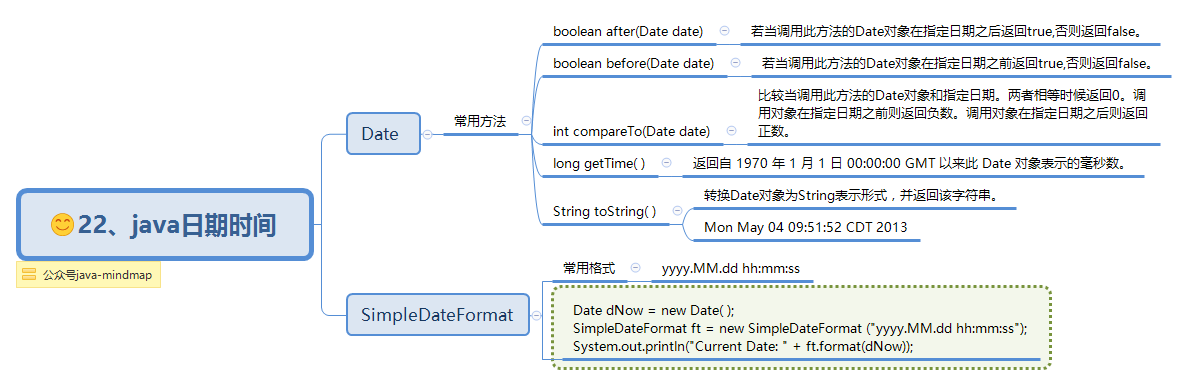 22、java日期时间
公众号java-mindmap
Date
常用方法
boolean after(Date date)
若当调用此方法的Date对象在指定日期之后返回true,否则返回false。
boolean before(Date date)
若当调用此方法的Date对象在指定日期之前返回true,否则返回false。
int compareTo(Date date)
比较当调用此方法的Date对象和指定日期。两者相等时候返回0。调
用对象在指定日期之前则返回负数。调用对象在指定日期之后则返回
正数。
long getTime( )
返回自 1970 年 1 月 1 日 00:00:00 GMT 以来此 Date 对象表示的毫秒数。
String toString( )
转换Date对象为String表示形式，并返回该字符串。
Mon May 04 09:51:52 CDT 2013
SimpleDateFormat
常用格式
yyyy.MM.dd hh:mm:ss
Date dNow = new Date( );
SimpleDateFormat ft = new SimpleDateFormat ("yyyy.MM.dd hh:mm:ss");
System.out.println("Current Date: " + ft.format(dNow));